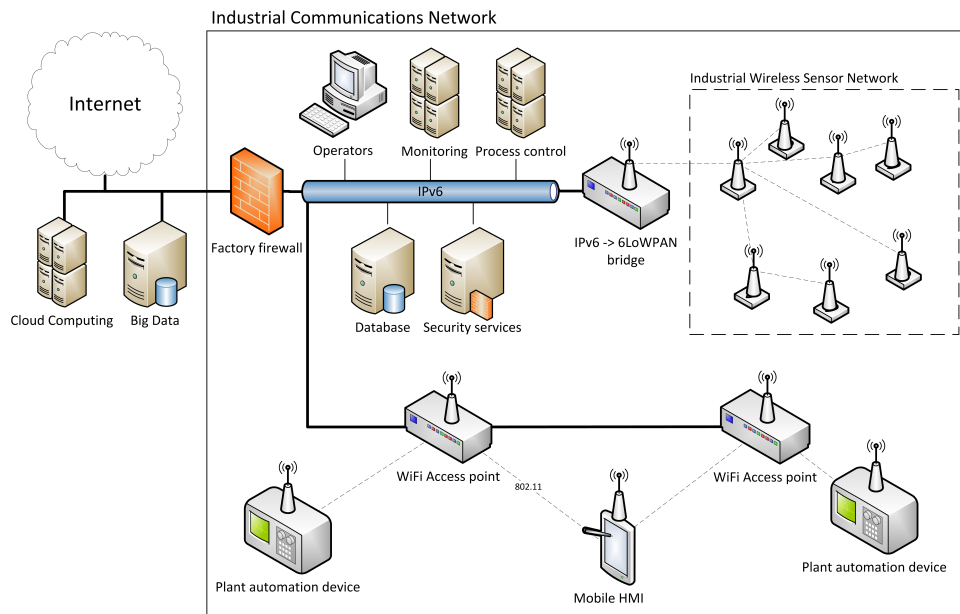 Industrial Communications Network
Internet
Industrial Wireless Sensor Network
Operators
Monitoring
Process control
IPv6
Factory firewall
IPv6 -> 6LoWPAN
bridge
Cloud Computing
Big Data
Database
Security services
WiFi Access point
WiFi Access point
802.11
Plant automation device
Plant automation device
Mobile HMI